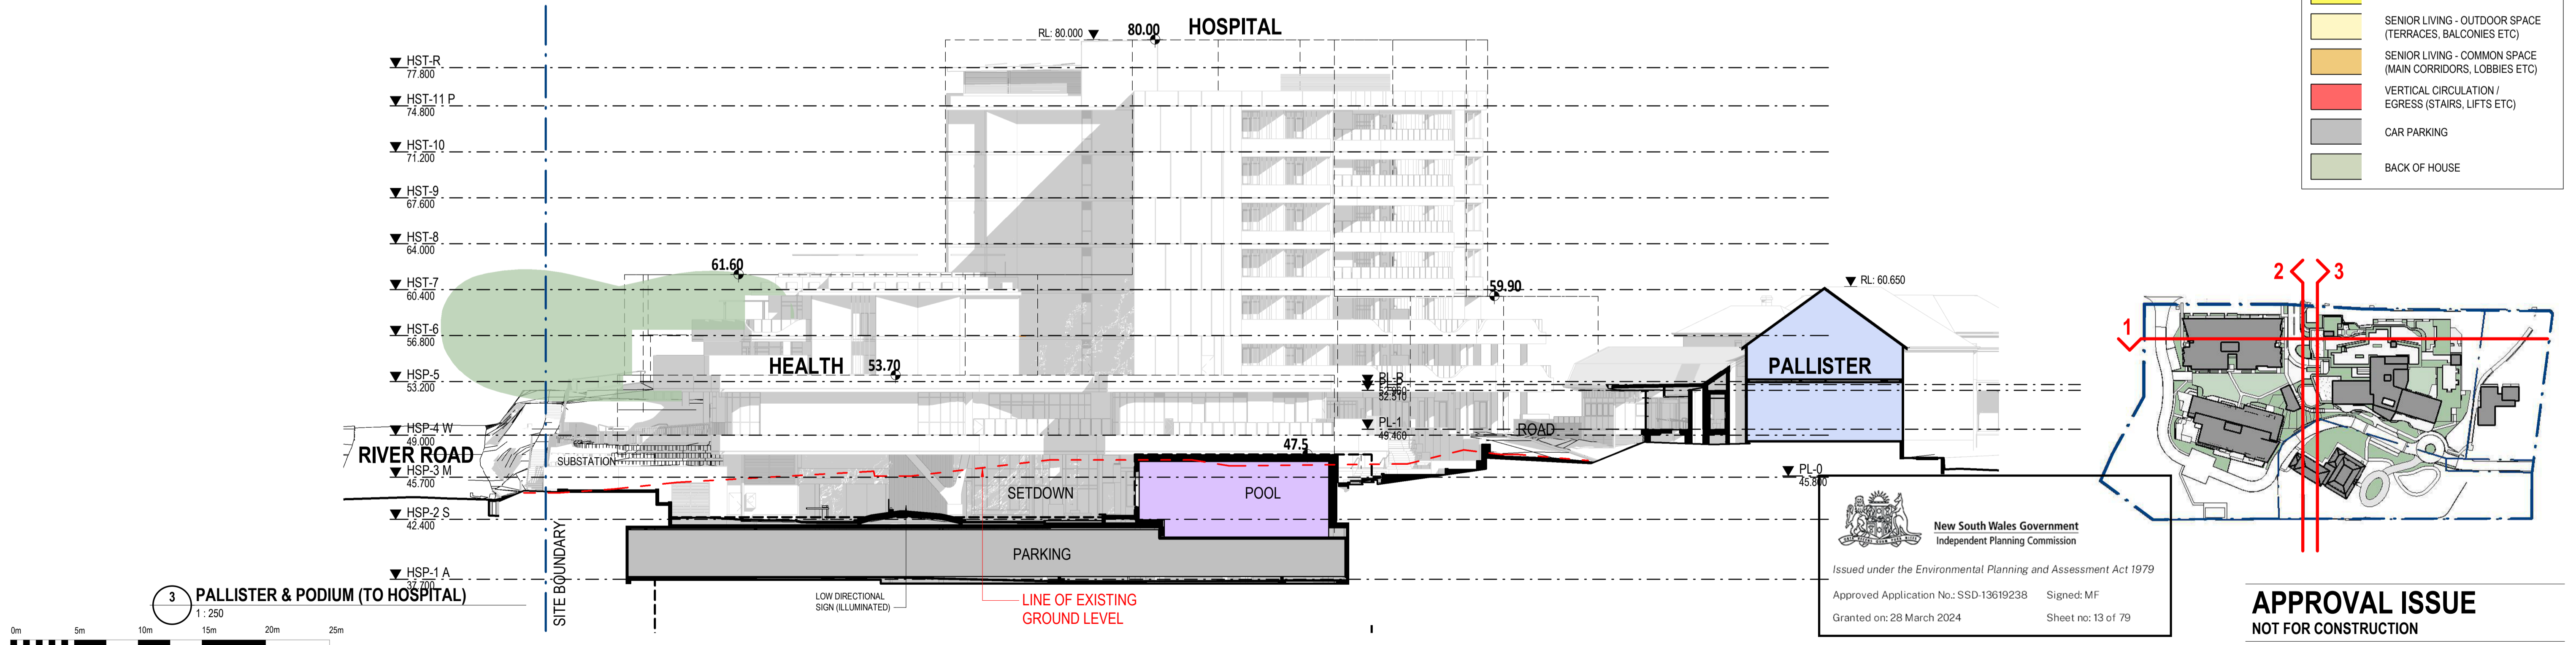 HOSPITAL
RL: 80.000
80.00
HST-R
77.800
HST-11 P
74.800
HST-10
71.200
HST-9
67.600
HST-8
64.000
61.60
HST-7
60.400
59.90
RL: 60.650
HST-6
56.800
HEALTH
53.70
PALLISTER
HSP-5
53.200
52.510
HSP-4 W
49.000
PL-1
49.460
ROAD
RIVER ROAD
SUBSTATION
47.5
HSP-3 M
45.700
PL-0
45.800
SETDOWN
POOL
HSP-2 S
42.400
PARKING
HSP-1 A
37.700
SITE BOUNDARY
LOW DIRECTIONAL
SIGN (ILLUMINATED)
LINE OF EXISTING
GROUND LEVEL
3
PALLISTER & PODIUM (TO HOSPITAL)
1 : 250
0m 5m 10m 15m 20m 25m
SENIOR LIVING - OUTDOOR SPACE
(TERRACES, BALCONIES ETC)
SENIOR LIVING - COMMON SPACE
(MAIN CORRIDORS, LOBBIES ETC)
VERTICAL CIRCULATION /
EGRESS (STAIRS, LIFTS ETC)
CAR PARKING
BACK OF HOUSE
2 3
1
New South Wales Government
Independent Planning Commission
Issued under the Environmental Planning and Assessment Act 1979
Approved Application No.: SSD-13619238 Signed: MF
Granted on: 28 March 2024 Sheet no: 13 of 79
APPROVAL ISSUE
NOT FOR CONSTRUCTION